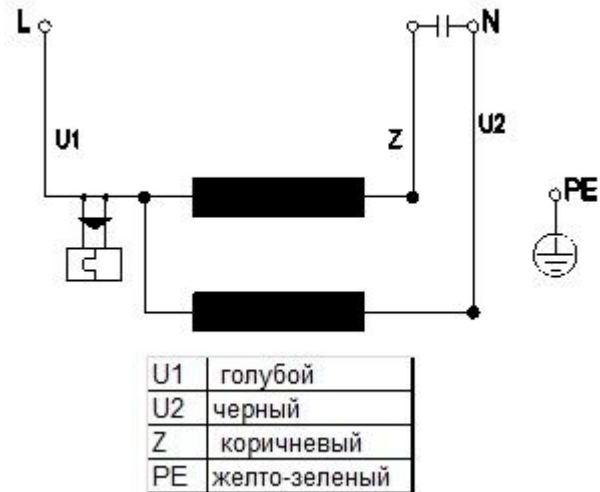 L
N
U1
Z
U2
PE
U1 голубой
U2 черный
Z коричневый
PE желто-зеленый